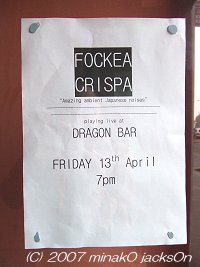 FOCKEA
CRISPA
"Amazing ambient Japanese noises"
playing live at
DRAGON BAR
FRIDAY 13th April
7pm
(C) 2007 minakO jacksOn